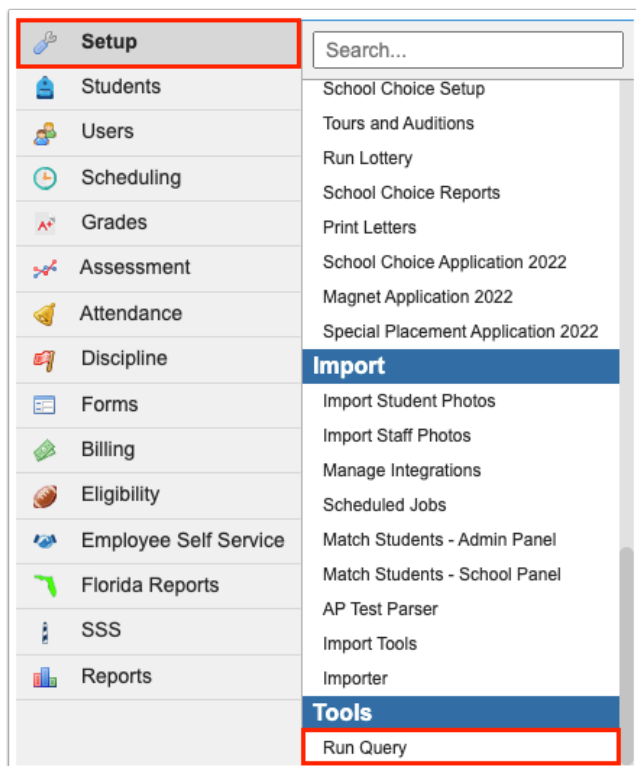 Setup
Students
Users
Scheduling
A+
Grades
Assessment
Attendance
Discipline
Forms
Billing
Eligibility
Employee Self Service
Florida Reports
SSS
Reports
Search...
School Choice Setup
Tours and Auditions
Run Lottery
School Choice Reports
Print Letters
School Choice Application 2022
Magnet Application 2022
Special Placement Application 2022
Import
Import Student Photos
Import Staff Photos
Manage Integrations
Scheduled Jobs
Match Students - Admin Panel
Match Students - School Panel
AP Test Parser
Import Tools
Importer
Tools
Run Query